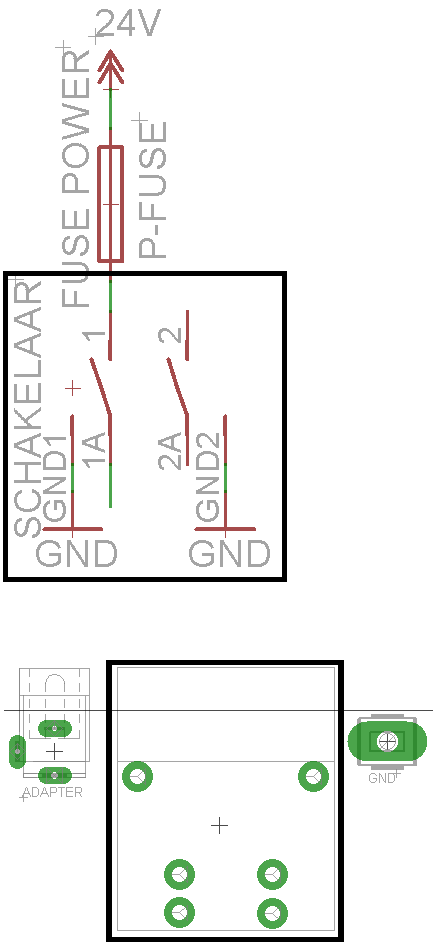 24V
FUSE POWER
P-FUSE
SCHAKELAAR
1
2
GND1
1A
2A
GND2
GND
GND
ADAPTER
GND